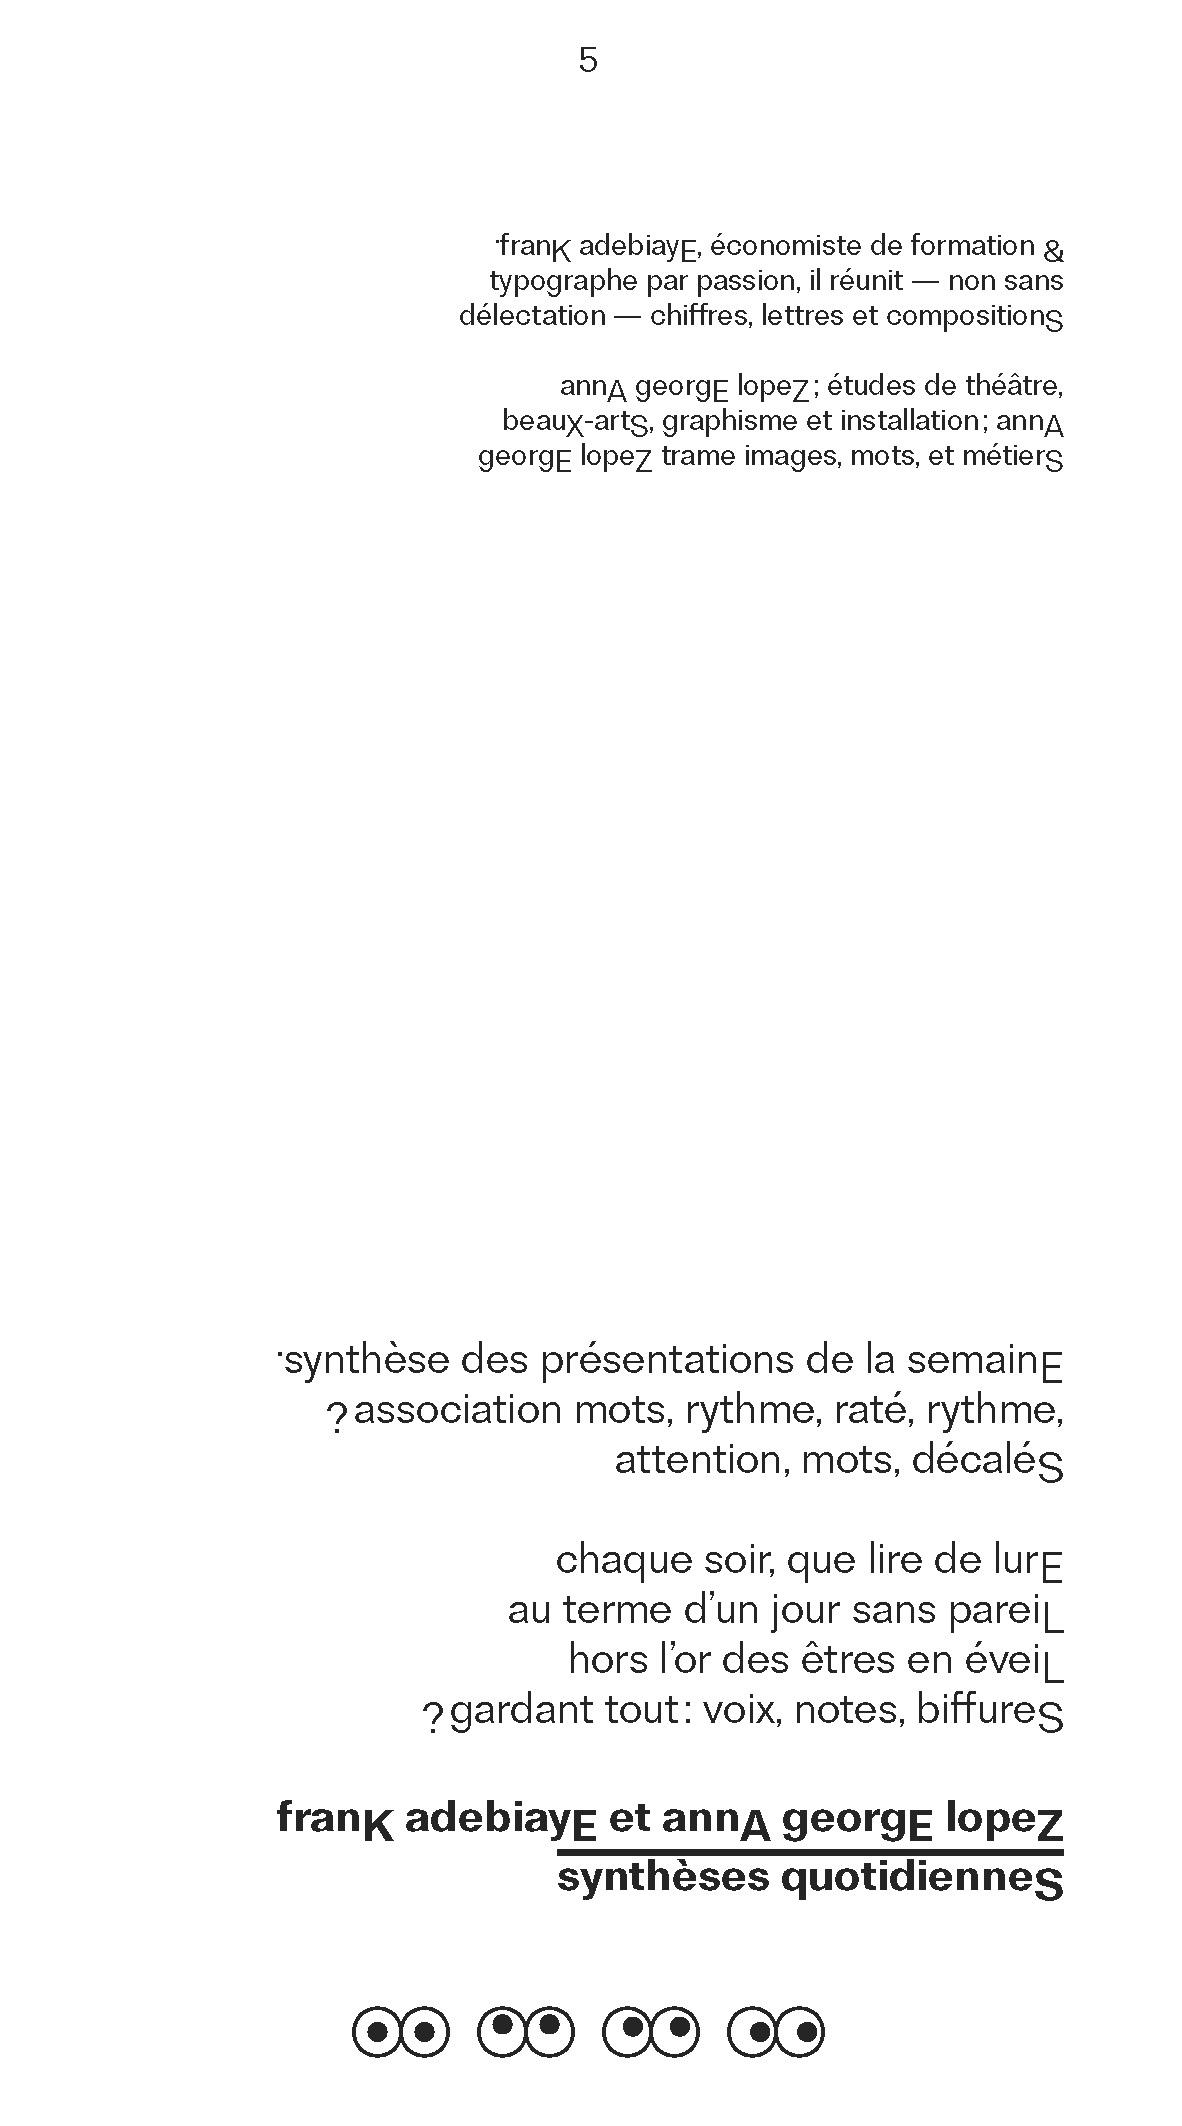 5
·franK adebiayE, économiste de formation &
typographe par passion, il réunit — non sans
délectation — chiffres, lettres et compositionS
annA georgE lopeZ ; études de théâtre,
beauX-artS, graphisme et installation ; annA
georgE lopeZ trame images, mots, et métierS
·synthèse des présentations de la semainE
?association mots, rythme, raté, rythme,
attention, mots, décaléS
chaque soir, que lire de lurE
au terme d’un jour sans pareiL
hors l’or des êtres en éveiL
?gardant tout : voix, notes, biffureS
franK adebiayE et annA georgE lopeZ
synthèses quotidienneS